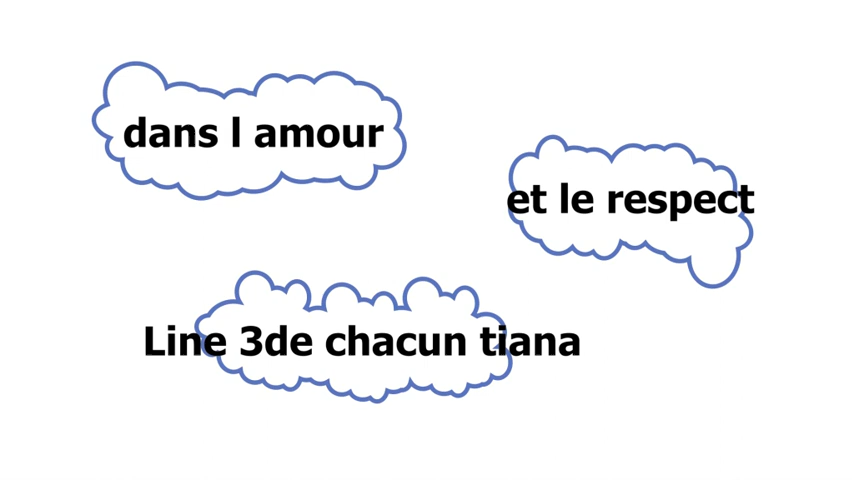 dans l amour
et le respect
Line 3de chacun tiana